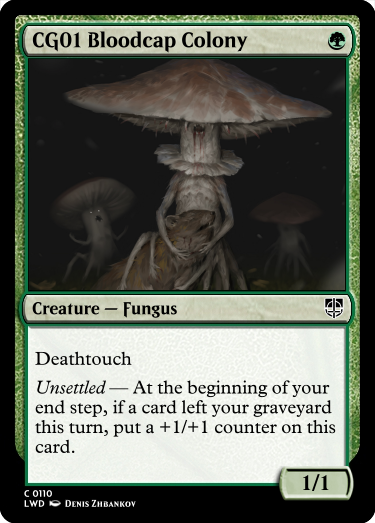 CG01 Bloodcap Colony
Creature — Fungus
Deathtouch
Unsettled — At the beginning of your
end step, if a card left your graveyard
this turn, put a +1/+1 counter on this
card.
1/1
C 0110
LWD Denis Zhbankov